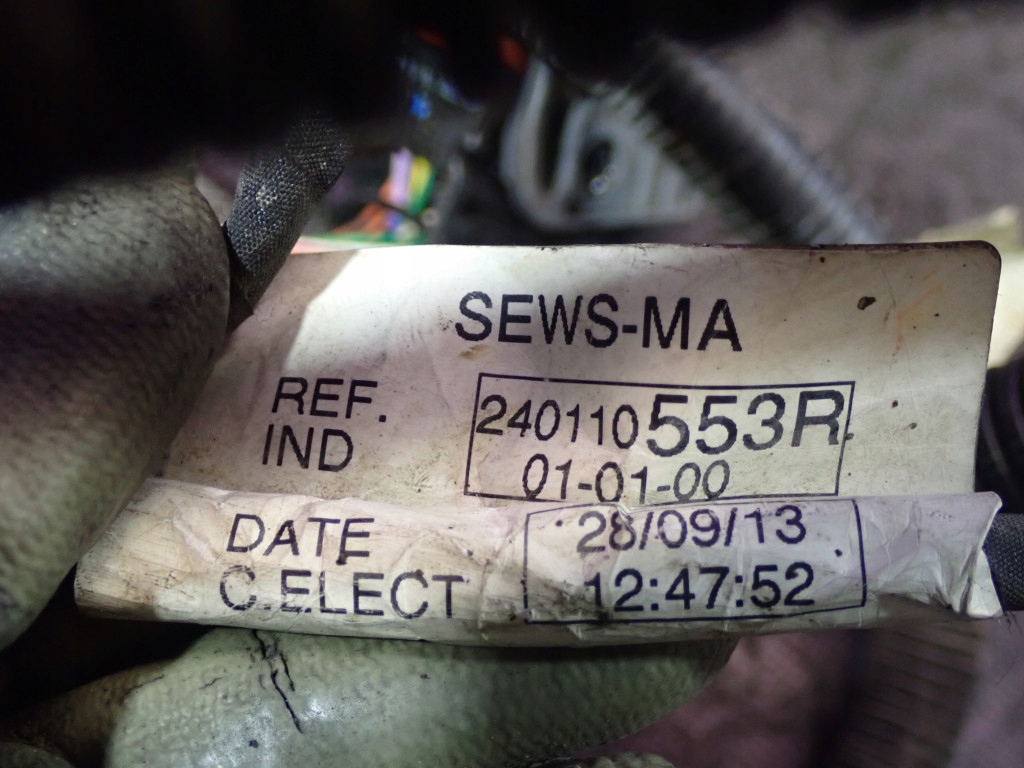 SEWS-MA
REF. 240110553R
IND 01-01-00
DATE 28/09/13
C.ELECT 12:47:52